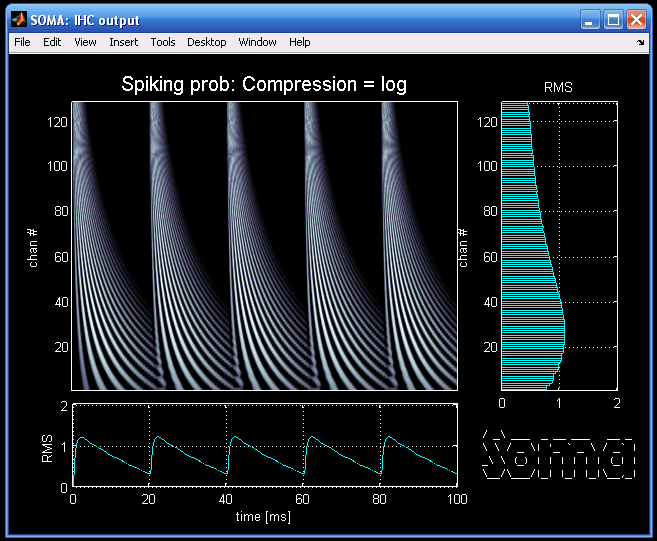 SOMA: IHC output
File Edit View Insert Tools Desktop Window Help
Spiking prob: Compression = log
RMS
chan #
120
100
80
60
40
20
chan #
120
100
80
60
40
20
0 1 2
RMS
2
1
0
0 20 40 60 80 100
time [ms]
Soma